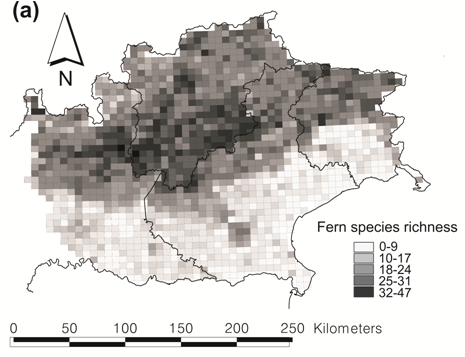 (a)
N
Fern species richness
0-9
10-17
18-24
25-31
32-47
0 50 100 150 200 250 Kilometers